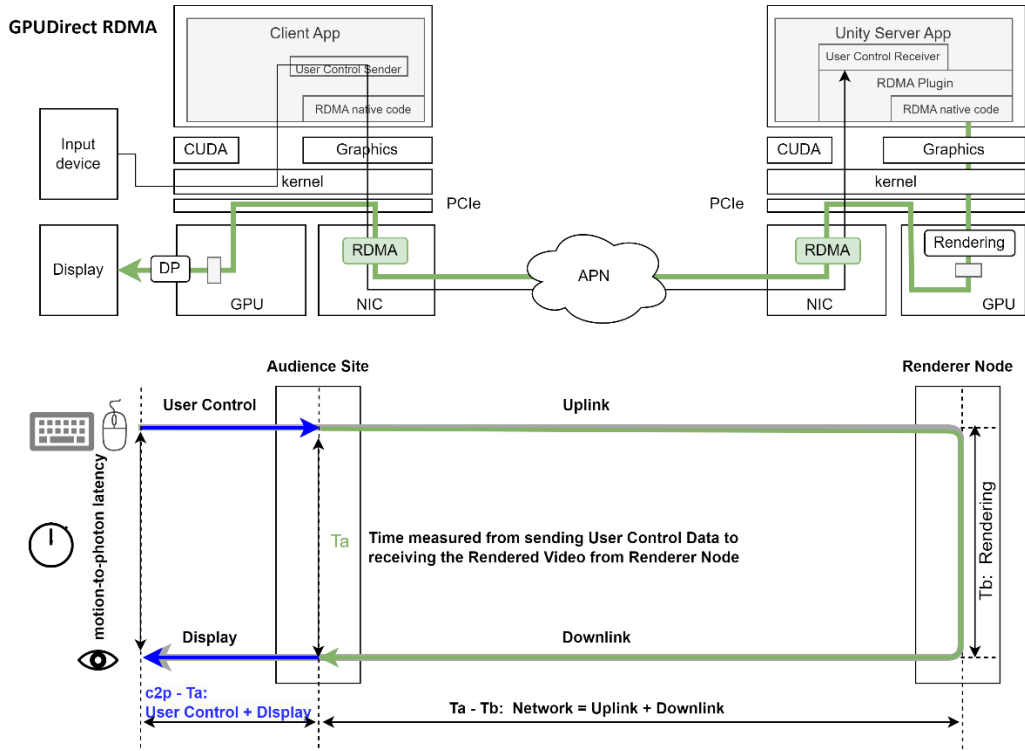 GPUDirect RDMA
Client App
User Control Sender
RDMA native code
Unity Server App
User Control Receiver
RDMA Plugin
RDMA native code
Input
device
CUDA
Graphics
CUDA
Graphics
kernel
kernel
PCIe
PCIe
Display
DP
GPU
RDMA
NIC
APN
RDMA
NIC
Rendering
GPU
Audience Site
Renderer Node
User Control
Uplink
motion-to-photon latency
Ta
Time measured from sending User Control Data to
receiving the Rendered Video from Renderer Node
Tb: Rendering
Display
Downlink
c2p - Ta:
User Control + DIsplay
Ta - Tb: Network = Uplink + Downlink